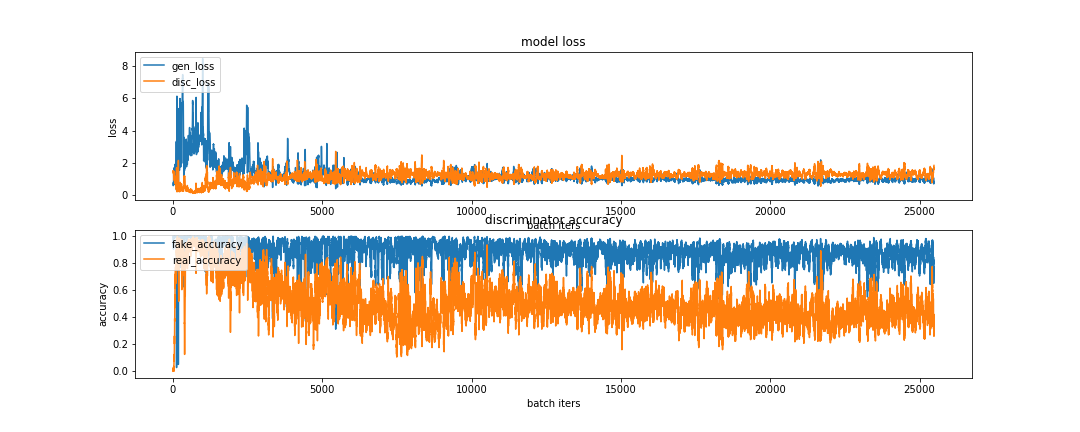 model loss
gen_loss
disc_loss
loss
8
6
4
2
0
0 5000 10000 15000 20000 25000
batch iters
discriminator accuracy
fake_accuracy
real_accuracy
accuracy
1.0
0.8
0.6
0.4
0.2
0.0
0 5000 10000 15000 20000 25000
batch iters